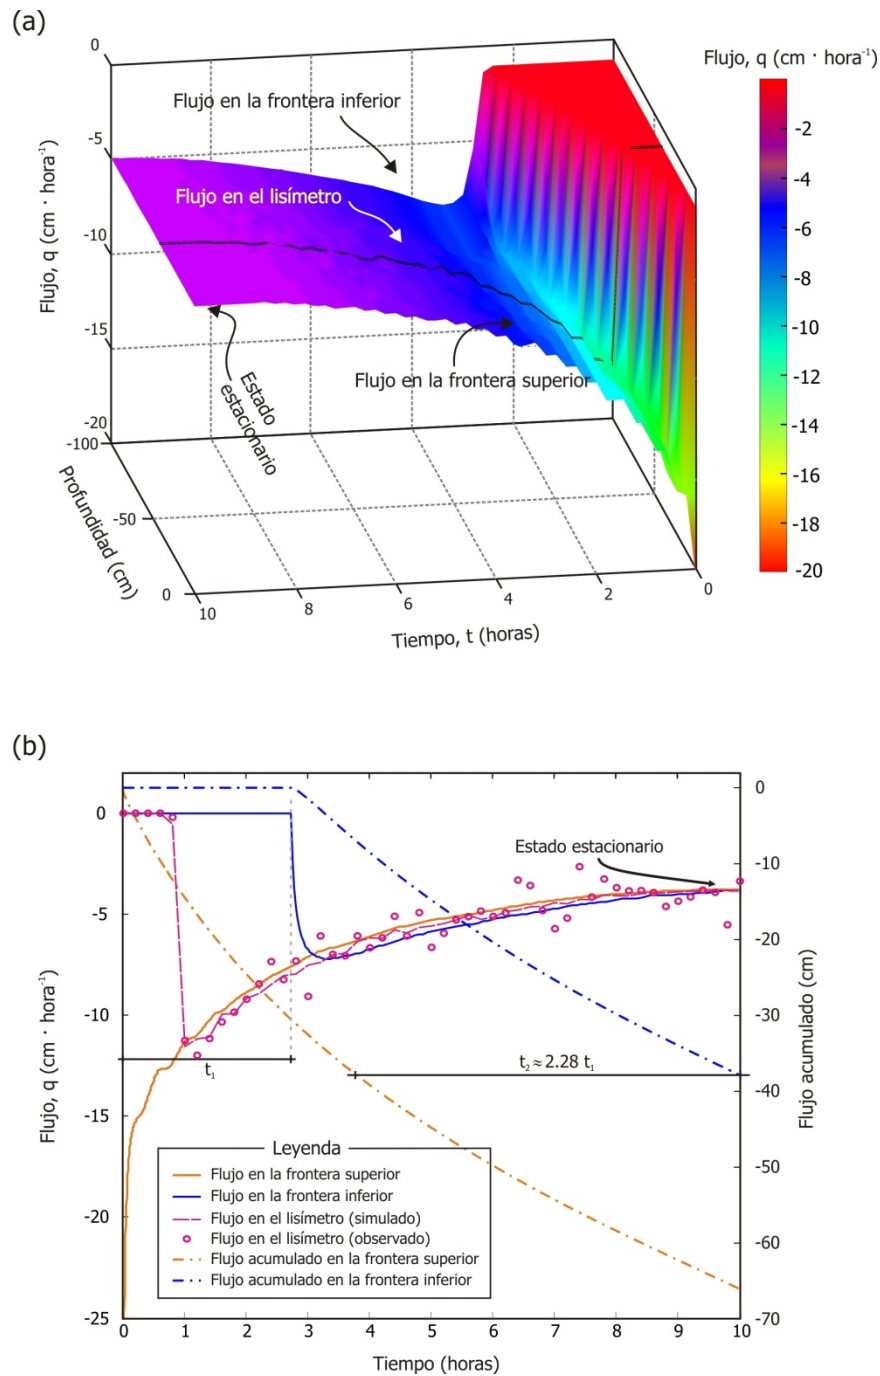 (a)
Flujo, q (cm · hora⁻¹)
0
-5
-10
-15
-20
-100
Flujo, q (cm · hora⁻¹)
Flujo en la frontera inferior
Flujo en el lisímetro
Flujo en la frontera superior
Estado
estacionario
Profundidad (cm)
-50
0
10
8
6
4
2
0
Tiempo, t (horas)
-2
-4
-6
-8
-10
-12
-14
-16
-18
-20
(b)
Flujo, q (cm · hora⁻¹)
0
-5
-10
-15
-20
-25
Estado estacionario
t₁
t₂ ≈ 2.28 t₁
Leyenda
Flujo en la frontera superior
Flujo en la frontera inferior
Flujo en el lisímetro (simulado)
Flujo en el lisímetro (observado)
Flujo acumulado en la frontera superior
Flujo acumulado en la frontera inferior
0
-10
-20
-30
-40
-50
-60
-70
Flujo acumulado (cm)
0 1 2 3 4 5 6 7 8 9 10
Tiempo (horas)